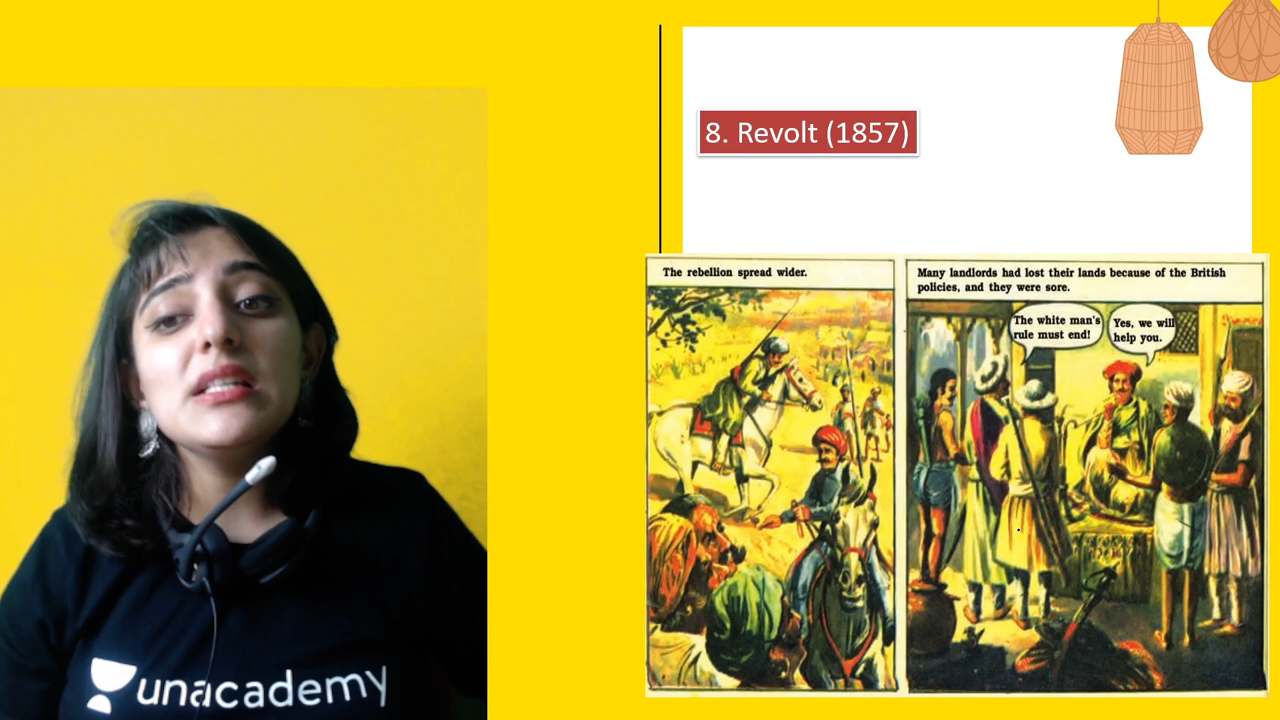 8. Revolt (1857)
The rebellion spread wider.
Many landlords had lost their lands because of the British
policies, and they were sore.
The white man's
rule must end!
Yes, we will
help you.
unacademy